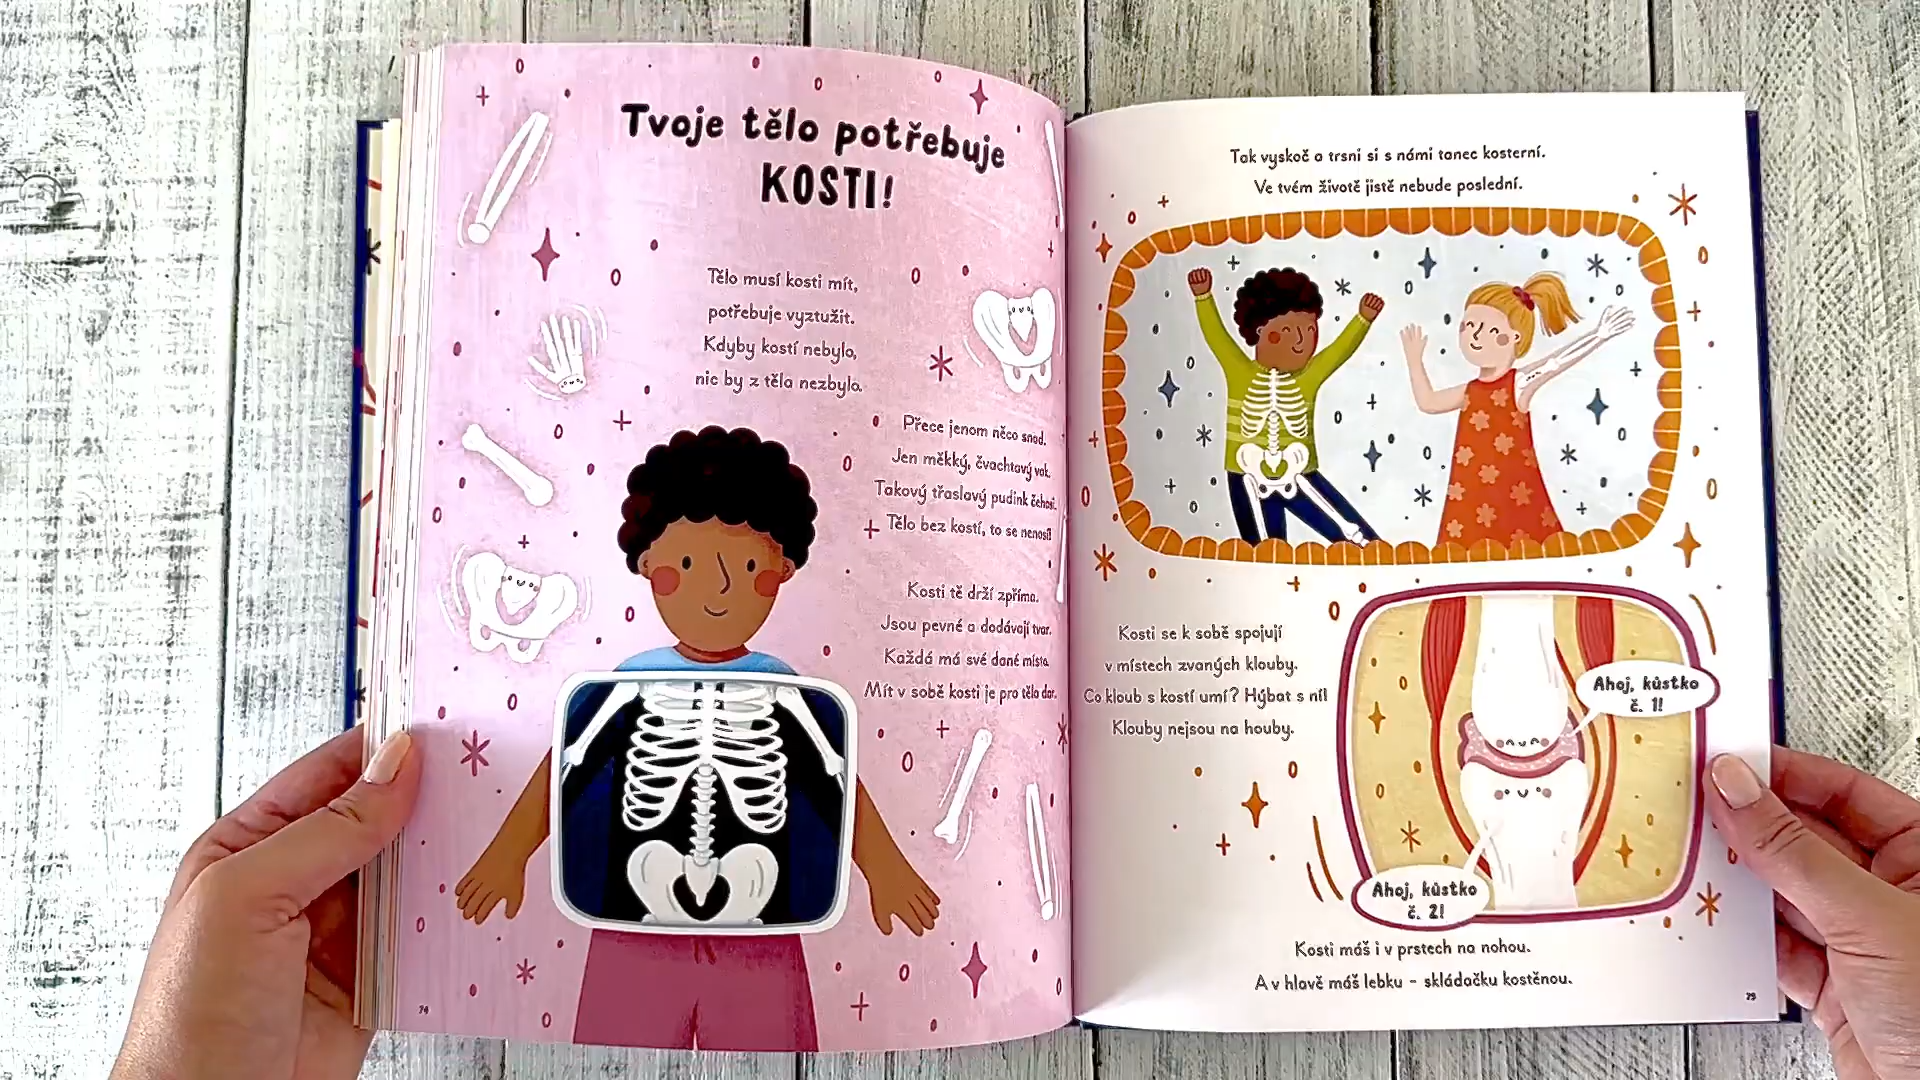 Tvoje tělo potřebuje
KOSTI!
Tělo musí kosti mít,
potřebuje vyztužit.
Kdyby kostí nebylo,
nic by z těla nezbylo.
Přece jenom něco snad.
Jen měkký, čvachtavý vak.
Takový třaslavý pudink čehosi.
Tělo bez kostí, to se nenosí!
Kosti tě drží zpříma.
Jsou pevné a dodávají tvar.
Každá má své dané místo.
Mít v sobě kosti je pro tělo dar.
74
Tak vyskoč a trsni si s námi tanec kosterní.
Ve tvém životě jistě nebude poslední.
Kosti se k sobě spojují
v místech zvaných klouby.
Co kloub s kostí umí? Hýbat s ní!
Klouby nejsou na houby.
Ahoj, kůstko
č. 1!
Ahoj, kůstko
č. 2!
Kosti máš i v prstech na nohou.
A v hlavě máš lebku – skládačku kostěnou.
75